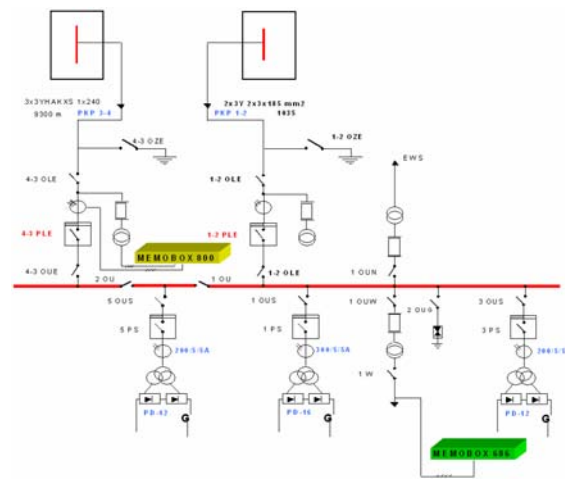 3x3YHAKXS 1x240
9300 m
PKP 3-4
2x3Y 2x3x185 mm2
PKP 1-2
1035
4-3 OZE
1-2 OZE
EWS
4-3 OLE
1-2 OLE
4-3 PLE
1-2 PLE
MEMOBOX 800
4-3 OUE
2 OU
1 OU
1-2 OLE
1 OUN
5 OUS
1 OUS
1 OUW
2 OUG
3 OUS
5 PS
1 PS
3 PS
200/5/5A
300/5/5A
200/5/5
1 W
PD-42
G
PD-16
G
PD-12
G
MEMOBOX 686